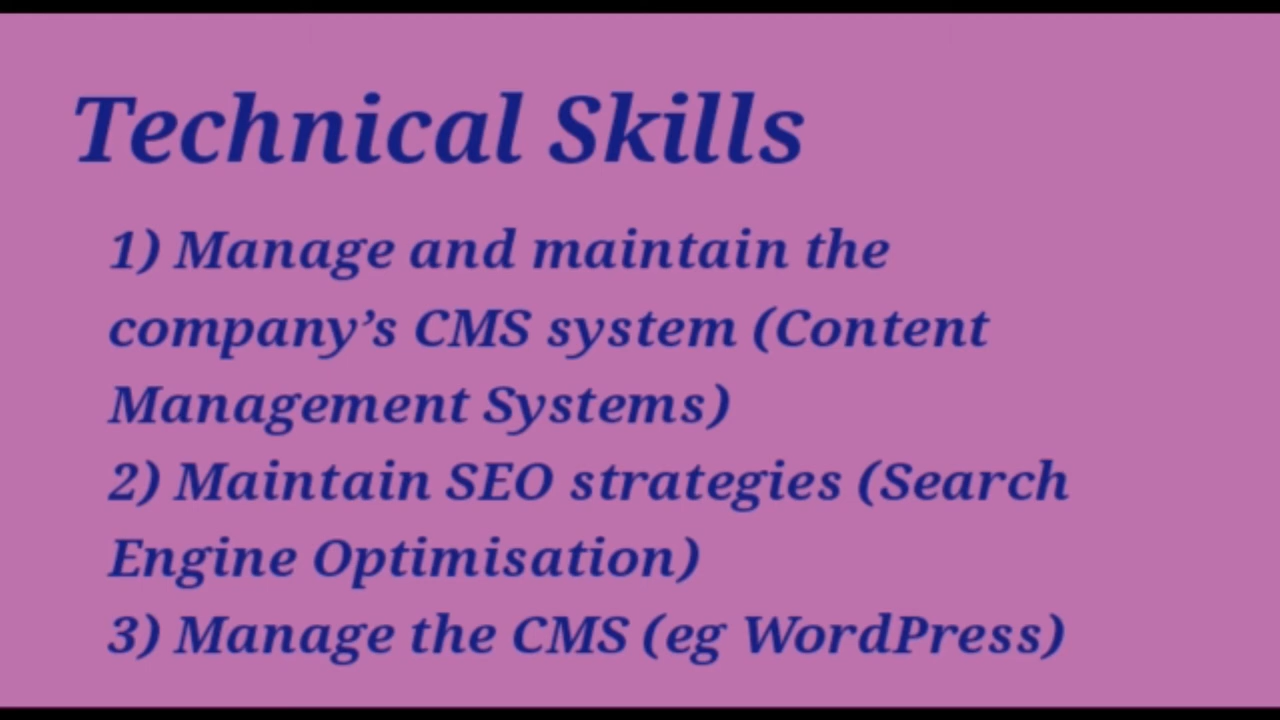 Technical Skills
1) Manage and maintain the
company’s CMS system (Content
Management Systems)
2) Maintain SEO strategies (Search
Engine Optimisation)
3) Manage the CMS (eg WordPress)